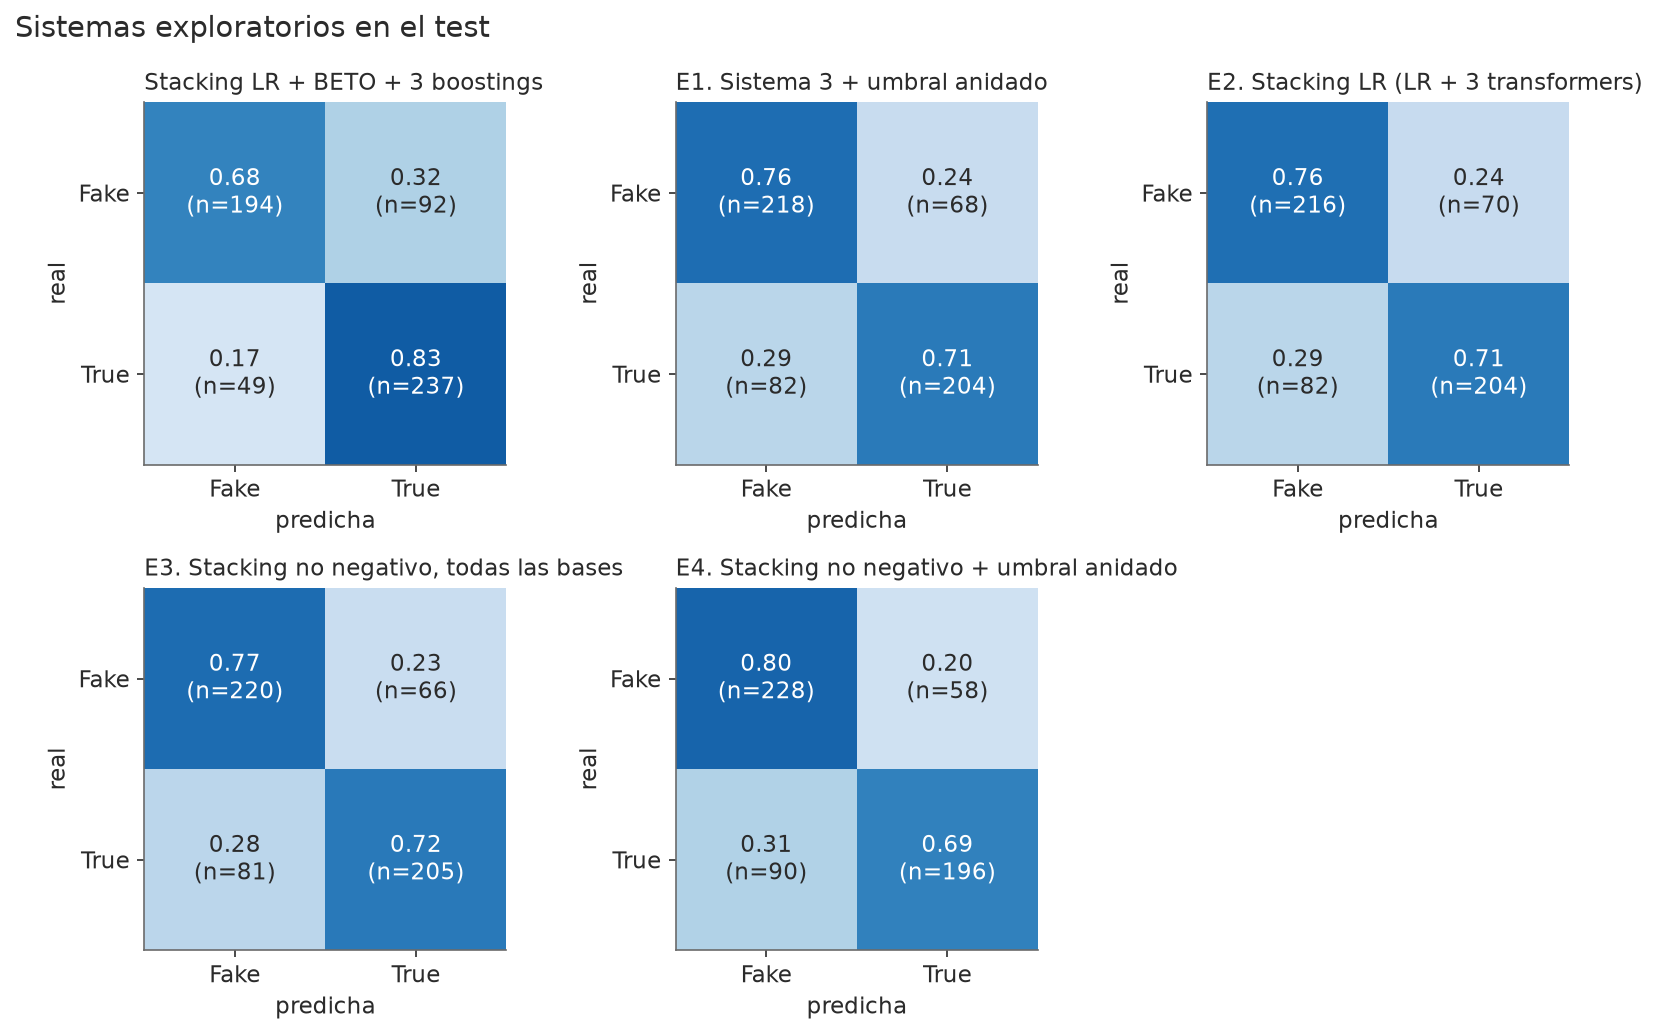 Sistemas exploratorios en el test
Stacking LR + BETO + 3 boostings
Fake
0.68
(n=194)
0.32
(n=92)
real
True
0.17
(n=49)
0.83
(n=237)
Fake
True
predicha
E1. Sistema 3 + umbral anidado
Fake
0.76
(n=218)
0.24
(n=68)
real
True
0.29
(n=82)
0.71
(n=204)
Fake
True
predicha
E2. Stacking LR (LR + 3 transformers)
Fake
0.76
(n=216)
0.24
(n=70)
real
True
0.29
(n=82)
0.71
(n=204)
Fake
True
predicha
E3. Stacking no negativo, todas las bases
Fake
0.77
(n=220)
0.23
(n=66)
real
True
0.28
(n=81)
0.72
(n=205)
Fake
True
predicha
E4. Stacking no negativo + umbral anidado
Fake
0.80
(n=228)
0.20
(n=58)
real
True
0.31
(n=90)
0.69
(n=196)
Fake
True
predicha